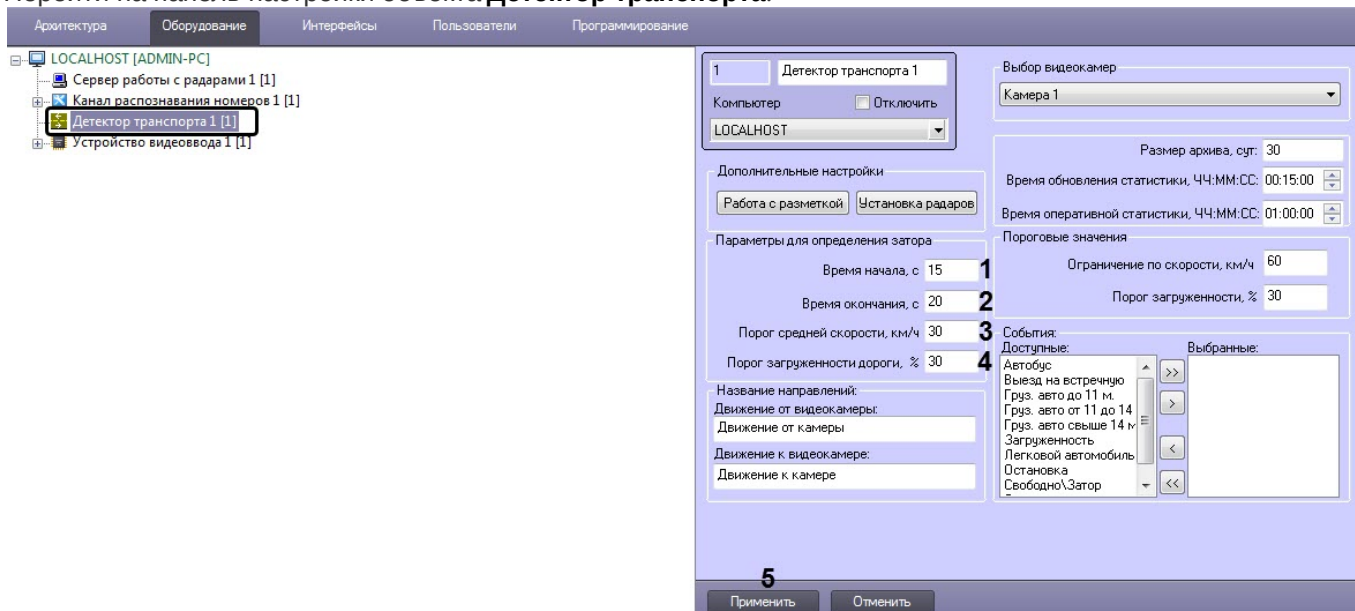 Перейти на панель настройки объекта Детектор транспорта.
Архитектура Оборудование Интерфейсы Пользователи Программирование
LOCALHOST [ADMIN-PC]
Сервер работы с радарами 1 [1]
Канал распознавания номеров 1 [1]
Детектор транспорта 1 [1]
Устройство видеоввода 1 [1]
1 Детектор транспорта 1
Компьютер Отключить
LOCALHOST
Дополнительные настройки
Работа с разметкой Установка радаров
Параметры для определения затора
Время начала, с 15 1
Время окончания, с 20 2
Порог средней скорости, км/ч 30 3
Порог загруженности дороги, % 30 4
Название направлений:
Движение от видеокамеры:
Движение от камеры
Движение к видеокамере:
Движение к камере
Выбор видеокамер
Камера 1
Размер архива, сут: 30
Время обновления статистики, ЧЧ:ММ:СС: 00:15:00
Время оперативной статистики, ЧЧ:ММ:СС: 01:00:00
Пороговые значения
Ограничение по скорости, км/ч 60
Порог загруженности, % 30
События:
Доступные: Выбранные:
Автобус
Выезд на встречную
Груз. авто до 11 м.
Груз. авто от 11 до 14
Груз. авто свыше 14 м
Загруженность
Легковой автомобиль
Остановка
Свободно\Затор
>>
>
<
<<
5
Применить Отменить